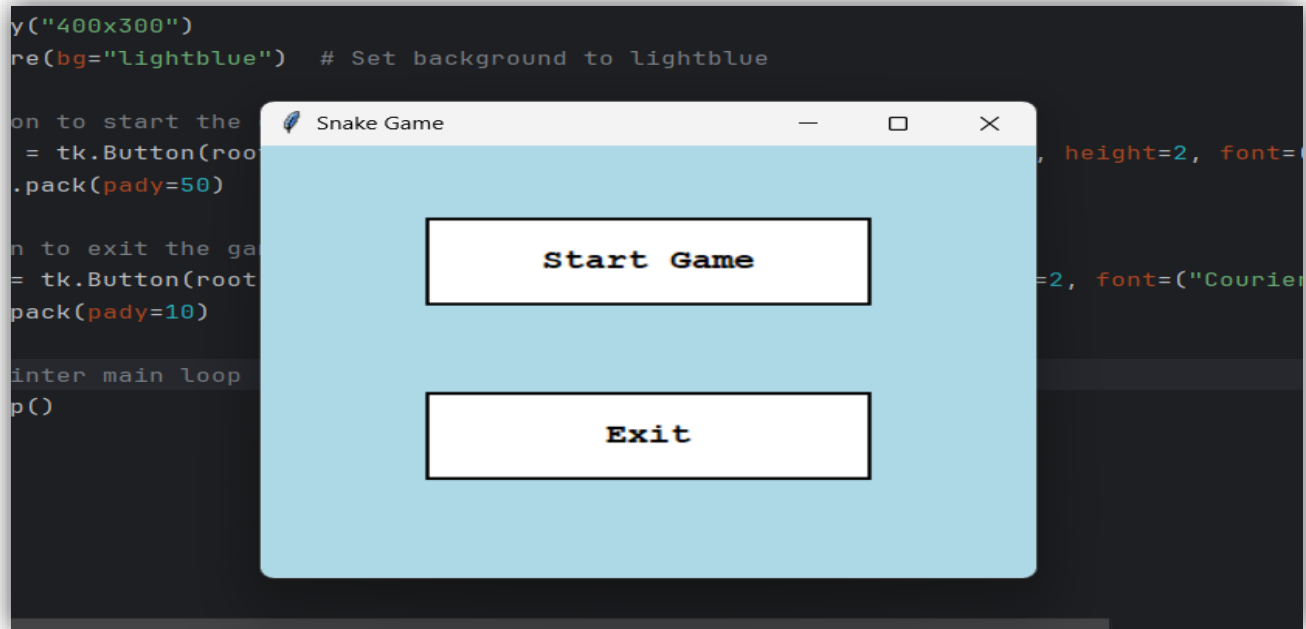 y("400x300")
re(bg="lightblue")  # Set background to lightblue
on to start the
= tk.Button(roo , height=2, font=
.pack(pady=50)
n to exit the ga
= tk.Button(root =2, font=("Courier
pack(pady=10)
inter main loop
p()
Snake Game
Start Game
Exit